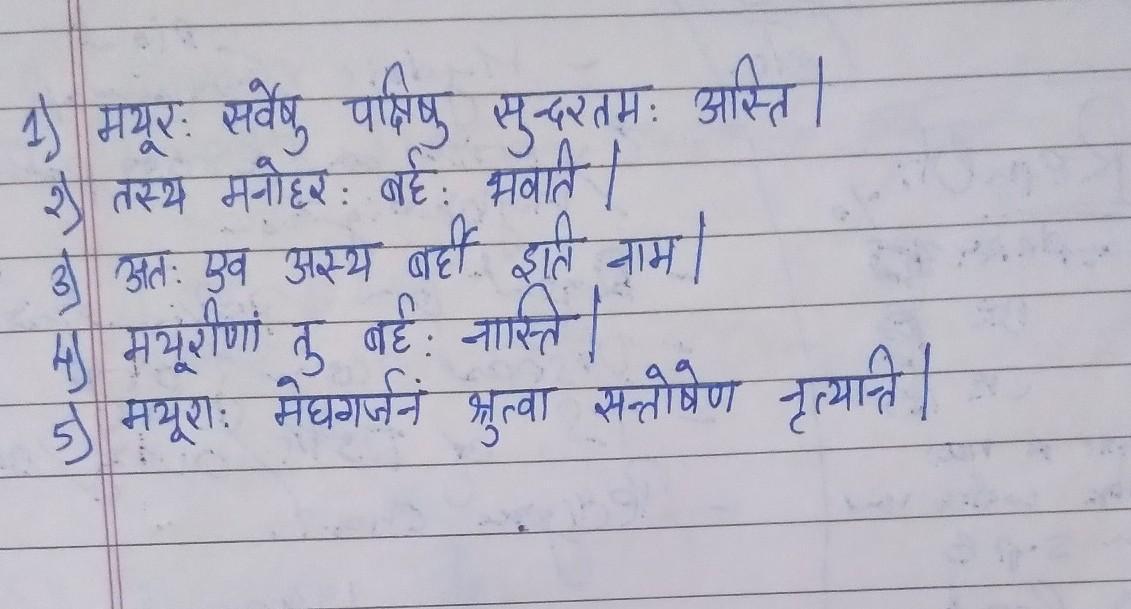 1) मयूरः सर्वेषु पक्षिषु सुन्दरतमः अस्ति।
२) तस्य मनोहरः बर्हः भवति।
3) अतः एव अस्य बर्ही इति नाम।
4) मयूरीणां तु बर्हः नास्ति।
5) मयूराः मेघगर्जनं श्रुत्वा सन्तोषेण नृत्यन्ति।